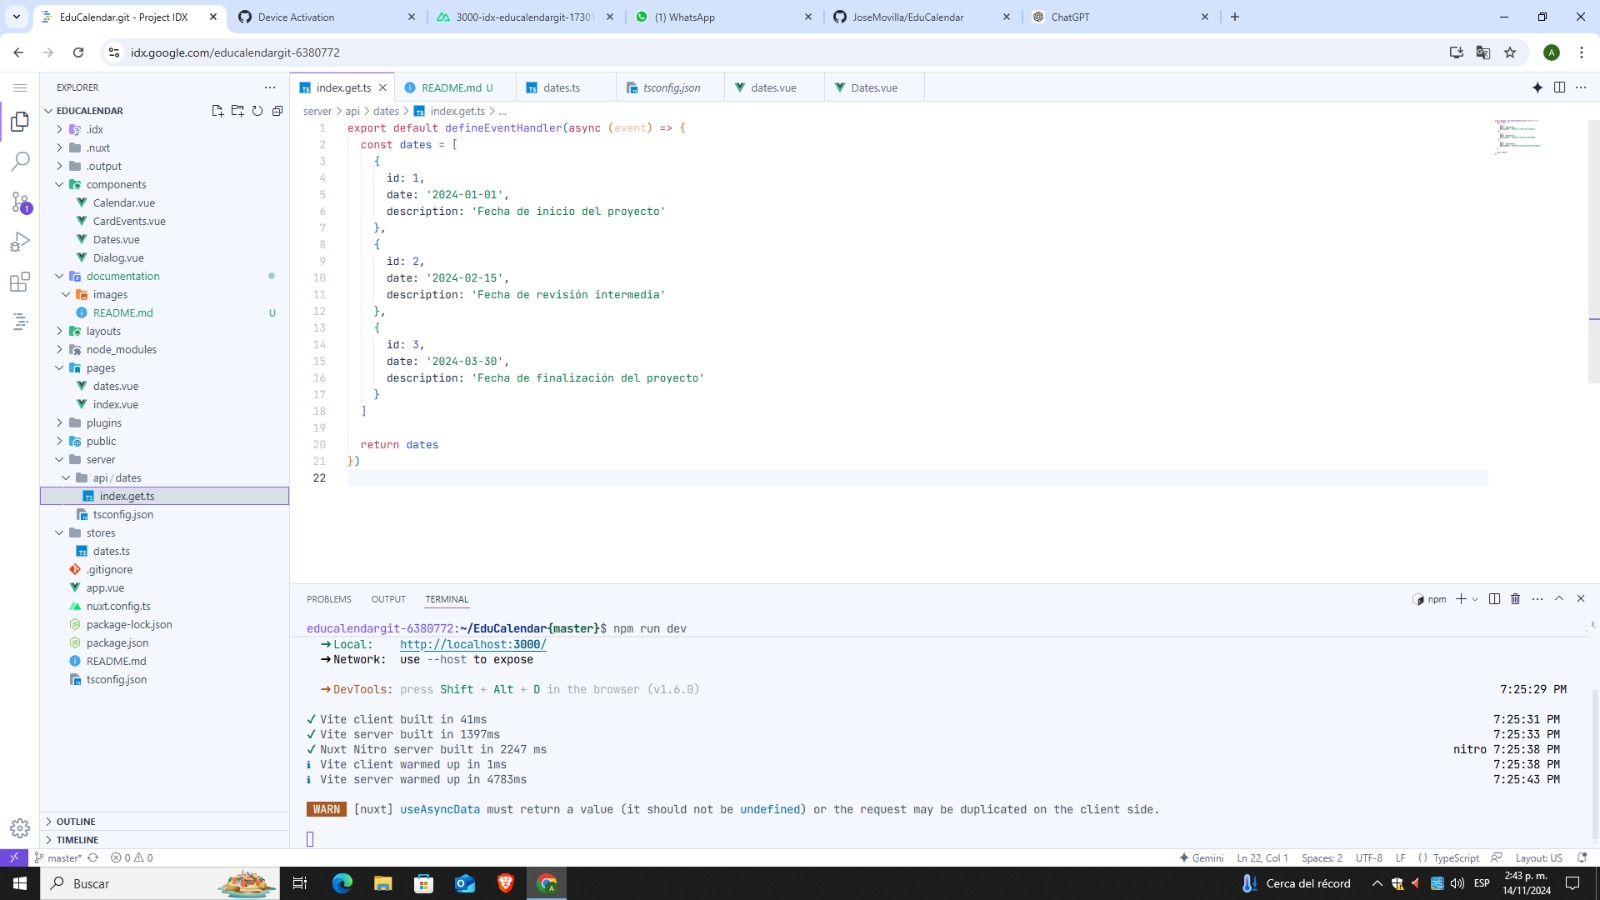 EduCalendar.git - Project IDX
Device Activation
3000-idx-educalendargit-17301
(1) WhatsApp
JoseMovilla/EduCalendar
ChatGPT
idx.google.com/educalendargit-6380772
A
EXPLORER
EDUCALENDAR
.idx
.nuxt
.output
components
Calendar.vue
CardEvents.vue
Dates.vue
Dialog.vue
documentation
images
README.md U
layouts
node_modules
pages
dates.vue
index.vue
plugins
public
server
api/dates
index.get.ts
tsconfig.json
stores
dates.ts
.gitignore
app.vue
nuxt.config.ts
package-lock.json
package.json
README.md
tsconfig.json
OUTLINE
TIMELINE
1
index.get.ts
README.md U
dates.ts
tsconfig.json
dates.vue
Dates.vue
server > api > dates > index.get.ts > ...
1 export default defineEventHandler(async (event) => {
2 const dates = [
3 {
4 id: 1,
5 date: '2024-01-01',
6 description: 'Fecha de inicio del proyecto'
7 },
8 {
9 id: 2,
10 date: '2024-02-15',
11 description: 'Fecha de revisión intermedia'
12 },
13 {
14 id: 3,
15 date: '2024-03-30',
16 description: 'Fecha de finalización del proyecto'
17 }
18 ]
19
20 return dates
21 })
22
PROBLEMS OUTPUT TERMINAL
npm
educalendargit-6380772:~/EduCalendar{master}$ npm run dev
➜Local: http://localhost:3000/
➜Network: use --host to expose
➜DevTools: press Shift + Alt + D in the browser (v1.6.0) 7:25:29 PM
✓ Vite client built in 41ms 7:25:31 PM
✓ Vite server built in 1397ms 7:25:33 PM
✓ Nuxt Nitro server built in 2247 ms nitro 7:25:38 PM
ℹ Vite client warmed up in 1ms 7:25:38 PM
ℹ Vite server warmed up in 4783ms 7:25:43 PM
WARN [nuxt] useAsyncData must return a value (it should not be undefined) or the request may be duplicated on the client side.
master* 0 0
Gemini Ln 22, Col 1 Spaces: 2 UTF-8 LF TypeScript Layout: US
Buscar
Cerca del récord
ESP
2:43 p. m.
14/11/2024